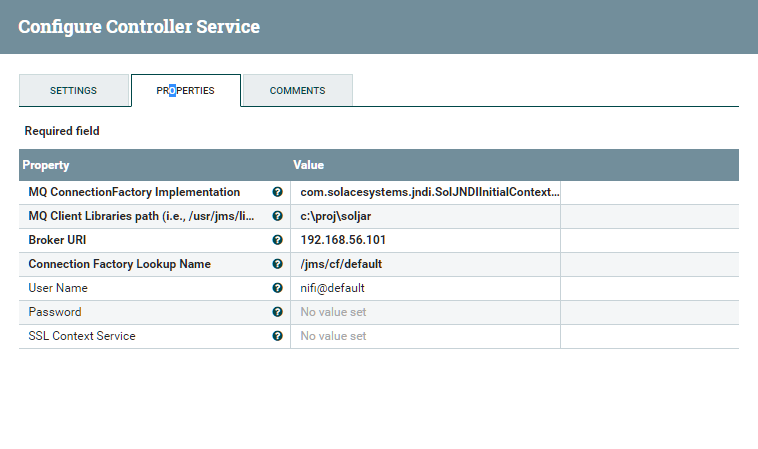 Configure Controller Service
SETTINGS PROPERTIES COMMENTS
Required field
Property Value
MQ ConnectionFactory Implementation com.solacesystems.jndi.SolJNDIInitialContext...
MQ Client Libraries path (i.e., /usr/jms/li... c:\proj\soljar
Broker URI 192.168.56.101
Connection Factory Lookup Name /jms/cf/default
User Name nifi@default
Password No value set
SSL Context Service No value set